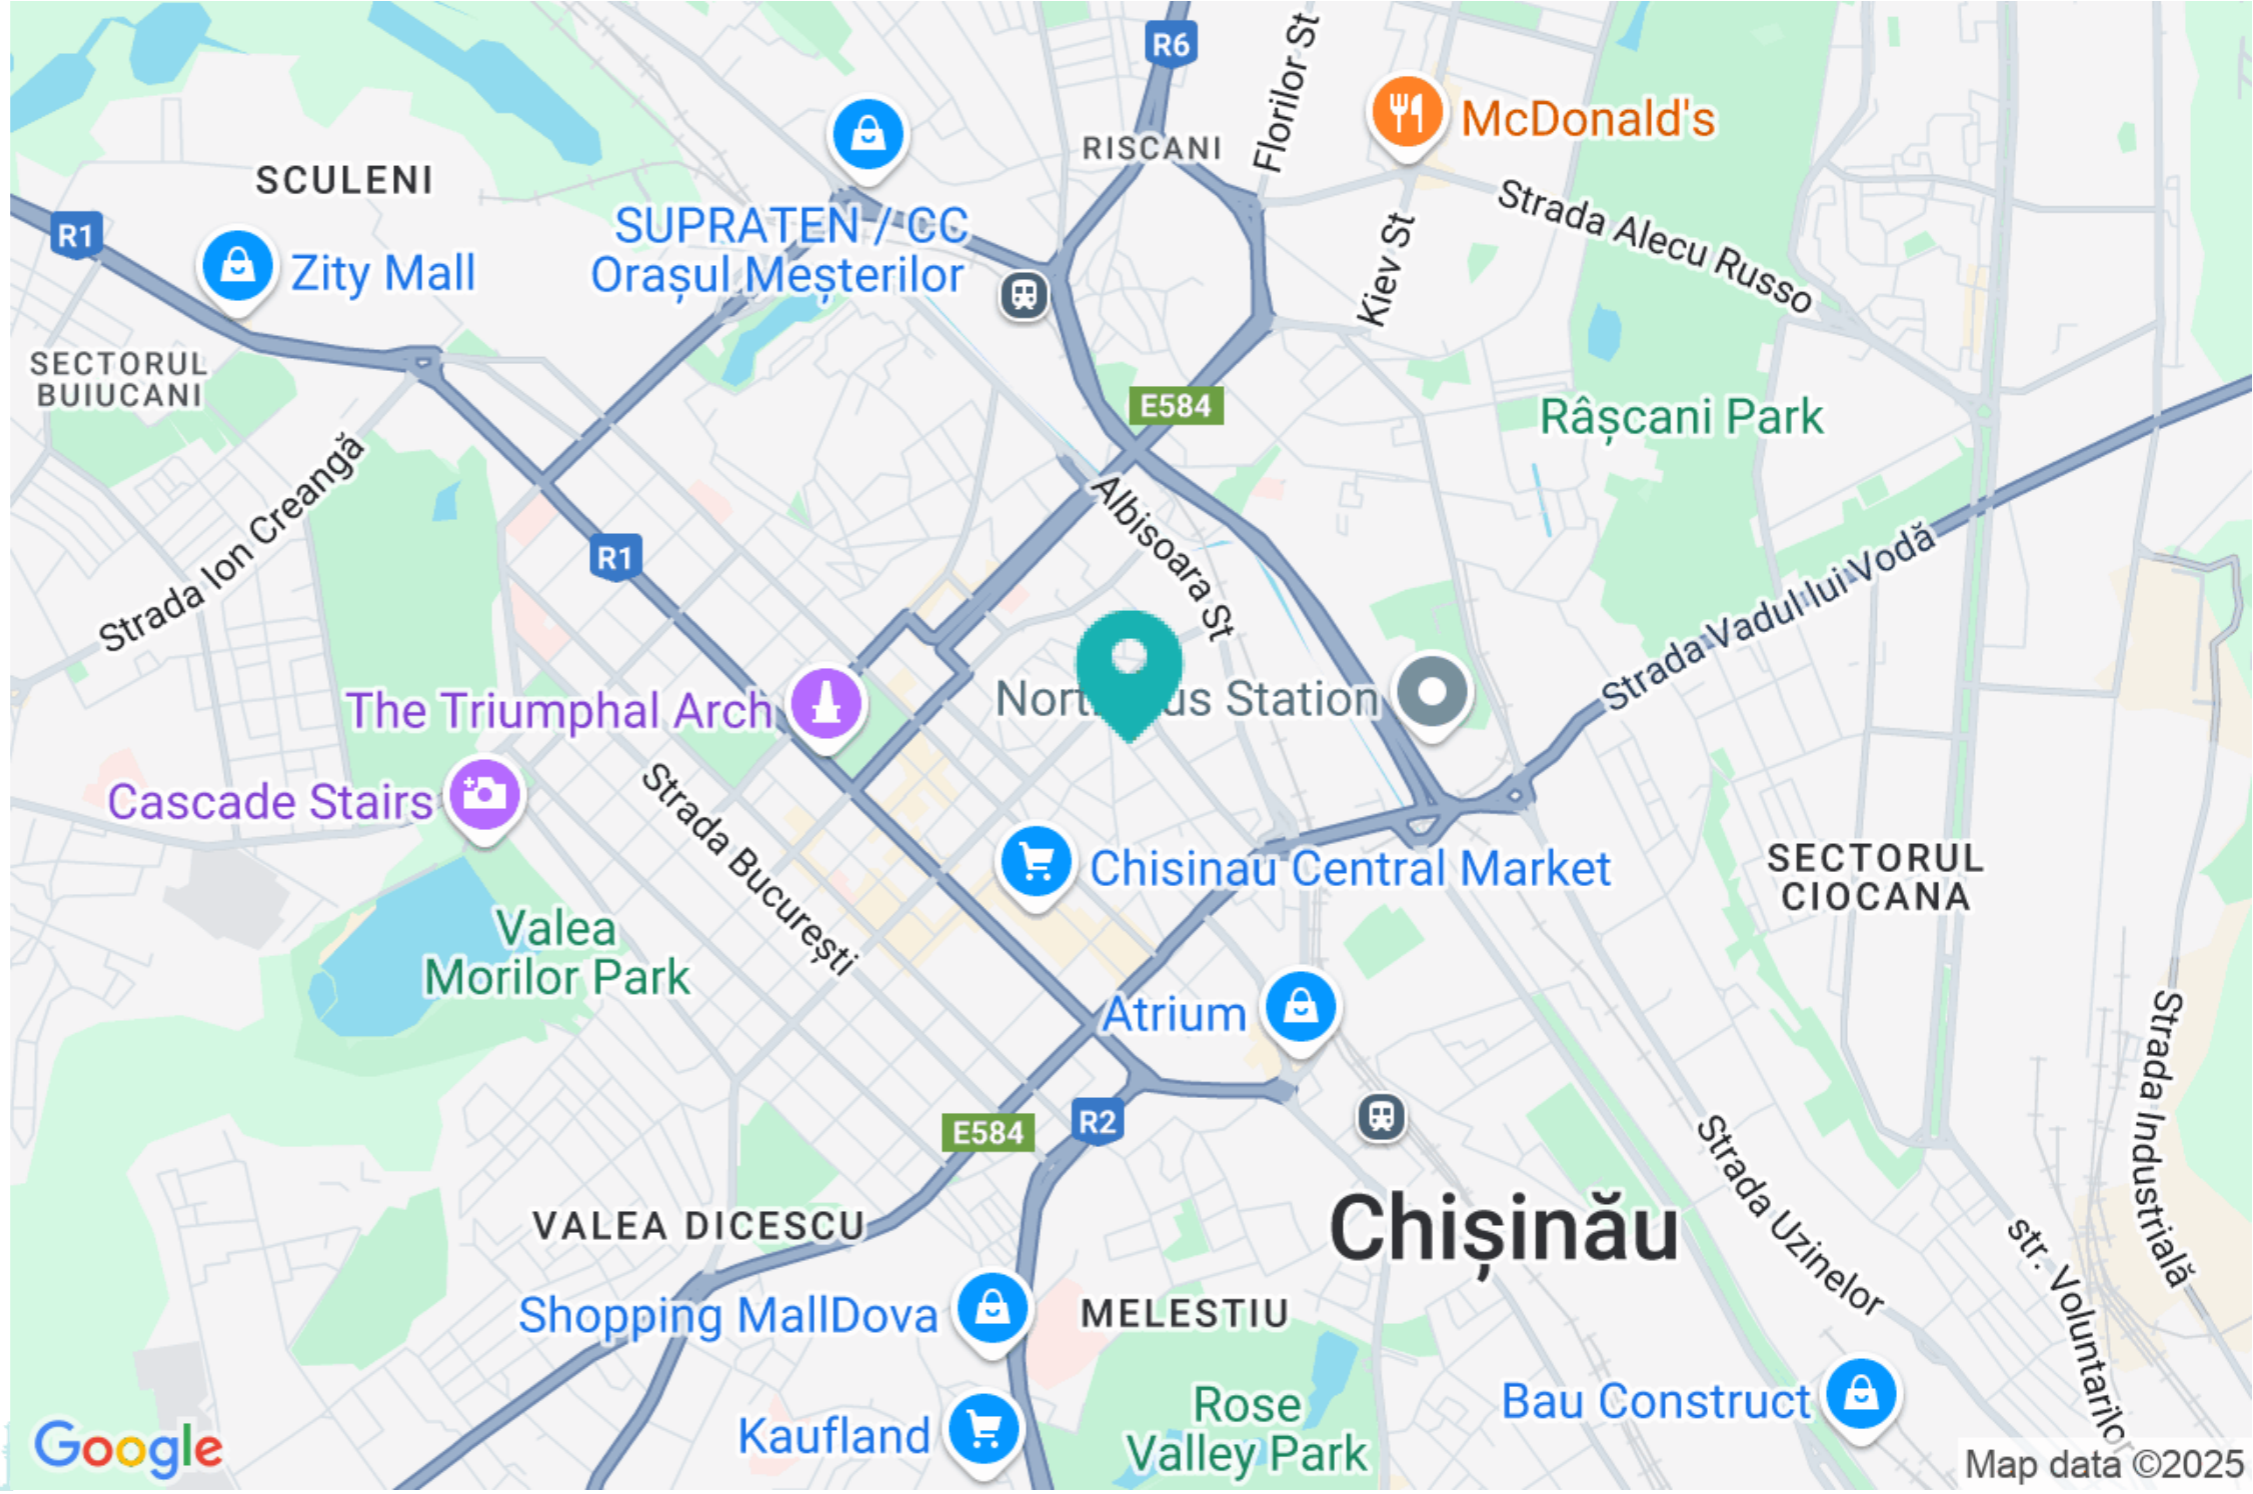 R6
Florilor St
McDonald's
RISCANI
SCULENI
Strada Alecu Russo
SUPRATEN / CC
Orașul Meșterilor
R1
Zity Mall
Kiev St
SECTORUL
BUIUCANI
E584
Râșcani Park
Strada Ion Creangă
Albisoara St
R1
Strada Vadul lui Vodă
Station
The Triumphal Arch
Cascade Stairs
Strada București
Chisinau Central Market
SECTORUL
CIOCANA
Valea
Morilor Park
Atrium
Strada Industrială
E584
R2
Strada Uzinelor
VALEA DICESCU
Chișinău
str. Voluntarilor
Shopping MallDova
MELESTIU
Rose
Valley Park
Bau Construct
Kaufland
Google
Map data ©2025